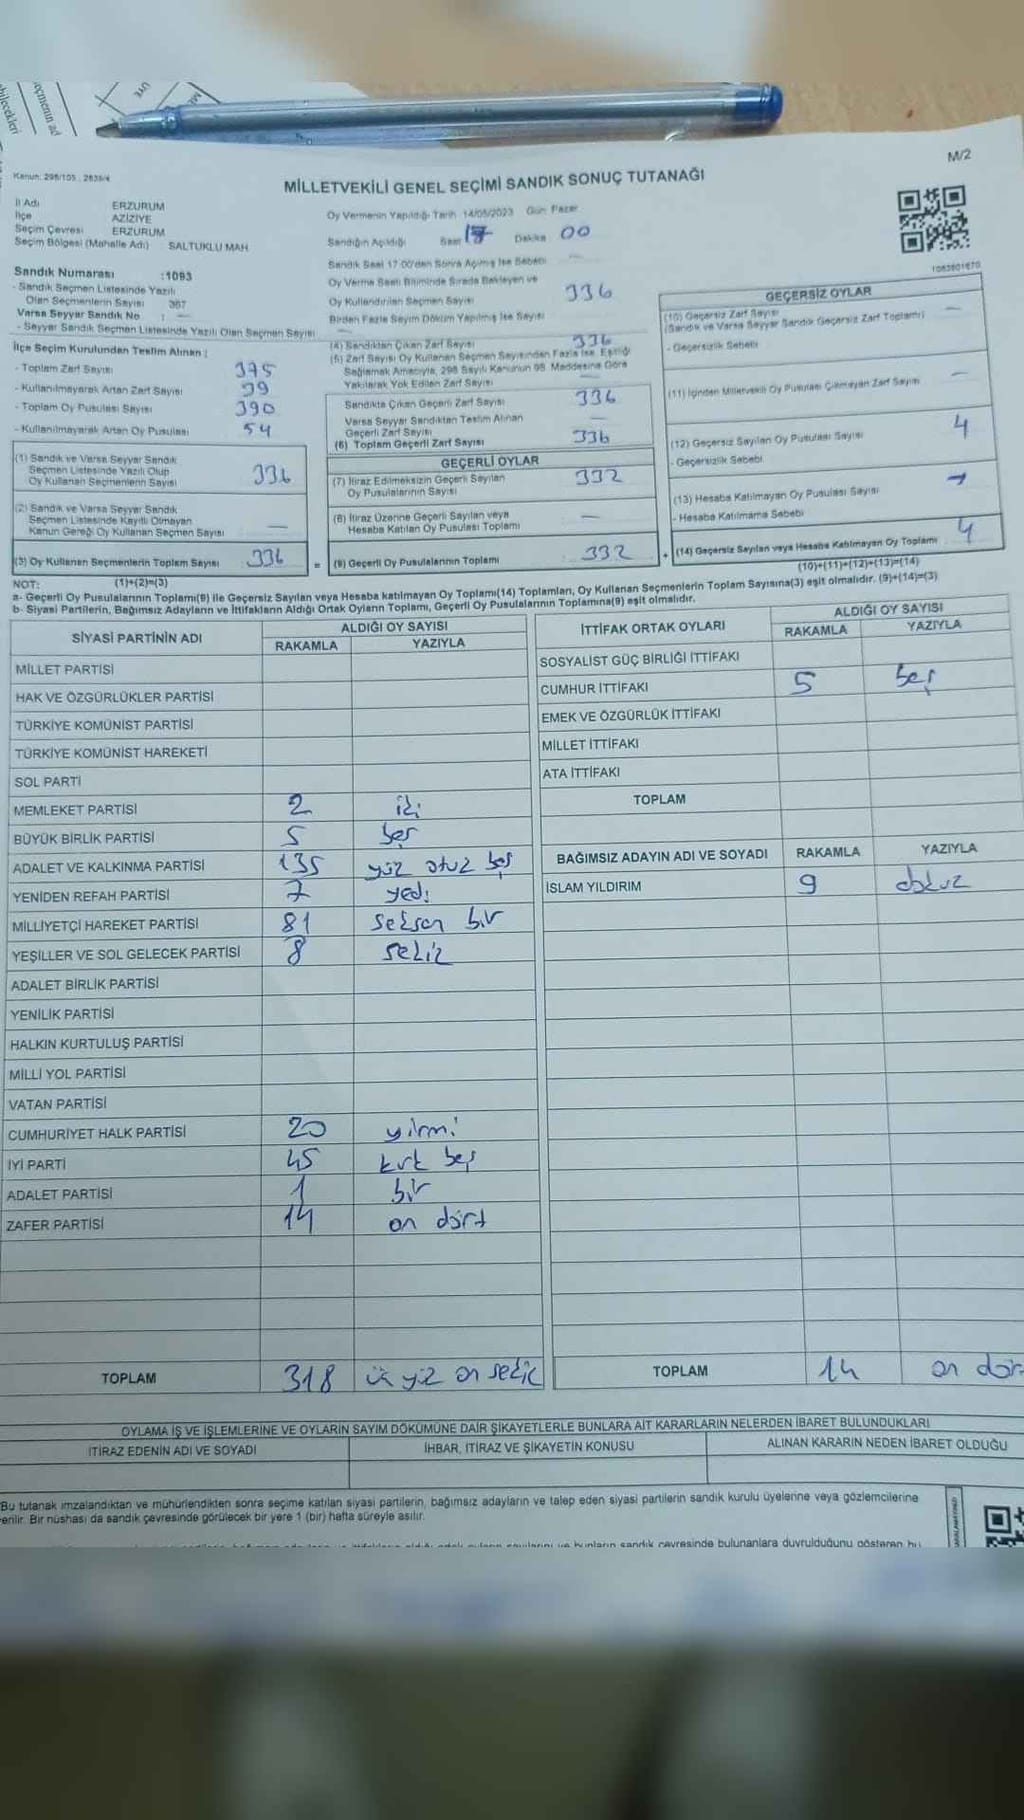 M/2
Kanun: 298/105, 2839/4
MİLLETVEKİLİ GENEL SEÇİMİ SANDIK SONUÇ TUTANAĞI
İl Adı ERZURUM
İlçe AZİZİYE
Seçim Çevresi ERZURUM
Seçim Bölgesi (Mahalle Adı) SALTUKLU MAH
Sandık Numarası :1093
- Sandık Seçmen Listesinde Yazılı
Olan Seçmenlerin Sayısı 367
Varsa Seyyar Sandık No : —
- Seyyar Sandık Seçmen Listesinde Yazılı Olan Seçmen Sayısı
İlçe Seçim Kurulundan Teslim Alınan :
- Toplam Zarf Sayısı 375
- Kullanılmayarak Artan Zarf Sayısı 39
- Toplam Oy Pusulası Sayısı 390
- Kullanılmayarak Artan Oy Pusulası 54
(1) Sandık ve Varsa Seyyar Sandık
Seçmen Listesinde Yazılı Olup
Oy Kullanan Seçmenlerin Sayısı 336
(2) Sandık ve Varsa Seyyar Sandık
Seçmen Listesinde Kayıtlı Olmayan
Kanun Gereği Oy Kullanan Seçmen Sayısı —
(3) Oy Kullanan Seçmenlerin Toplam Sayısı 336
(1)+(2)=(3)
Oy Vermenin Yapıldığı Tarih 14/05/2023 Gün Pazar
Sandığın Açıldığı Saat 17 Dakika 00
Sandık Saat 17:00'den Sonra Açılmış İse Sebebi —
Oy Verme Saati Bitiminde Sırada Bekleyen ve
Oy Kullandırılan Seçmen Sayısı 336
Birden Fazla Sayım Döküm Yapılmış İse Sayısı —
(4) Sandıktan Çıkan Zarf Sayısı 336
(5) Zarf Sayısı Oy Kullanan Seçmen Sayısından Fazla İse, Eşitliği
Sağlamak Amacıyla, 298 Sayılı Kanunun 98. Maddesine Göre
Yakılarak Yok Edilen Zarf Sayısı —
Sandıkta Çıkan Geçerli Zarf Sayısı 336
Varsa Seyyar Sandıktan Teslim Alınan
Geçerli Zarf Sayısı —
(6) Toplam Geçerli Zarf Sayısı 336
GEÇERLİ OYLAR
(7) İtiraz Edilmeksizin Geçerli Sayılan
Oy Pusulalarının Sayısı 332
(8) İtiraz Üzerine Geçerli Sayılan veya
Hesaba Katılan Oy Pusulası Toplamı —
= (9) Geçerli Oy Pusulalarının Toplamı 332
1093601670
GEÇERSİZ OYLAR
(10) Geçersiz Zarf Sayısı
(Sandık ve Varsa Seyyar Sandık Geçersiz Zarf Toplamı) —
- Geçersizlik Sebebi
(11) İçinden Milletvekili Oy Pusulası Çıkmayan Zarf Sayısı —
(12) Geçersiz Sayılan Oy Pusulası Sayısı 4
- Geçersizlik Sebebi
(13) Hesaba Katılmayan Oy Pusulası Sayısı —
- Hesaba Katılmama Sebebi
+ (14) Geçersiz Sayılan veya Hesaba Katılmayan Oy Toplamı 4
(10)+(11)+(12)+(13)=(14)
NOT:
a- Geçerli Oy Pusulalarının Toplamı(9) ile Geçersiz Sayılan veya Hesaba katılmayan Oy Toplamı(14) Toplamları, Oy Kullanan Seçmenlerin Toplam Sayısına(3) eşit olmalıdır. (9)+(14)=(3)
b- Siyasi Partilerin, Bağımsız Adayların ve İttifakların Aldığı Ortak Oyların Toplamı, Geçerli Oy Pusulalarının Toplamına(9) eşit olmalıdır.
SİYASİ PARTİNİN ADI ALDIĞI OY SAYISI
RAKAMLA YAZIYLA
MİLLET PARTİSİ
HAK VE ÖZGÜRLÜKLER PARTİSİ
TÜRKİYE KOMÜNİST PARTİSİ
TÜRKİYE KOMÜNİST HAREKETİ
SOL PARTİ
MEMLEKET PARTİSİ 2 iki
BÜYÜK BİRLİK PARTİSİ 5 beş
ADALET VE KALKINMA PARTİSİ 135 yüz otuz beş
YENİDEN REFAH PARTİSİ 7 yedi
MİLLİYETÇİ HAREKET PARTİSİ 81 seksen bir
YEŞİLLER VE SOL GELECEK PARTİSİ 8 sekiz
ADALET BİRLİK PARTİSİ
YENİLİK PARTİSİ
HALKIN KURTULUŞ PARTİSİ
MİLLİ YOL PARTİSİ
VATAN PARTİSİ
CUMHURİYET HALK PARTİSİ 20 yirmi
İYİ PARTİ 45 kırk beş
ADALET PARTİSİ 1 bir
ZAFER PARTİSİ 14 on dört
TOPLAM 318 üç yüz on sekiz
İTTİFAK ORTAK OYLARI ALDIĞI OY SAYISI
RAKAMLA YAZIYLA
SOSYALİST GÜÇ BİRLİĞİ İTTİFAKI
CUMHUR İTTİFAKI 5 beş
EMEK VE ÖZGÜRLÜK İTTİFAKI
MİLLET İTTİFAKI
ATA İTTİFAKI
TOPLAM
BAĞIMSIZ ADAYIN ADI VE SOYADI RAKAMLA YAZIYLA
İSLAM YILDIRIM 9 dokuz
TOPLAM 14 on dör
OYLAMA İŞ VE İŞLEMLERİNE VE OYLARIN SAYIM DÖKÜMÜNE DAİR ŞİKAYETLERLE BUNLARA AİT KARARLARIN NELERDEN İBARET BULUNDUKLARI
İTİRAZ EDENİN ADI VE SOYADI İHBAR, İTİRAZ VE ŞİKAYETİN KONUSU ALINAN KARARIN NEDEN İBARET OLDUĞU
Bu tutanak imzalandıktan ve mühürlendikten sonra seçime katılan siyasi partilerin, bağımsız adayların ve talep eden siyasi partilerin sandık kurulu üyelerine veya gözlemcilerine
erilir. Bir nüshası da sandık çevresinde görülecek bir yere 1 (bir) hafta süreyle asılır.
sandık çevresinde bulunanlara duyrulduğunu gösteren bu